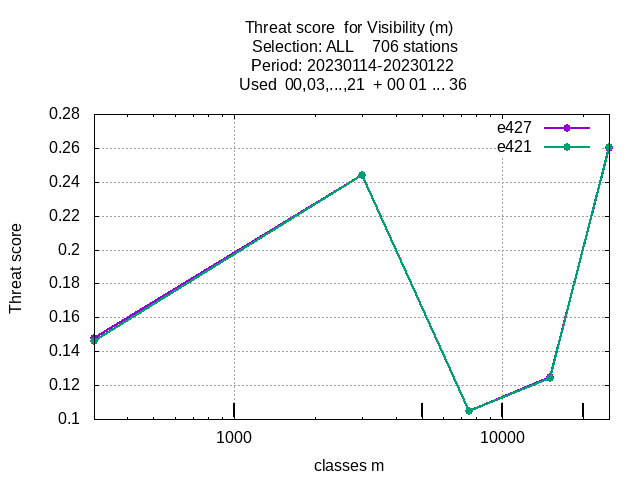 Threat score  for Visibility (m)
Selection: ALL    706 stations
Period: 20230114-20230122
Used  00,03,...,21  + 00 01 ... 36
e427
e421
0.28
0.26
0.24
0.22
0.2
0.18
0.16
0.14
0.12
0.1
Threat score
1000
10000
classes m